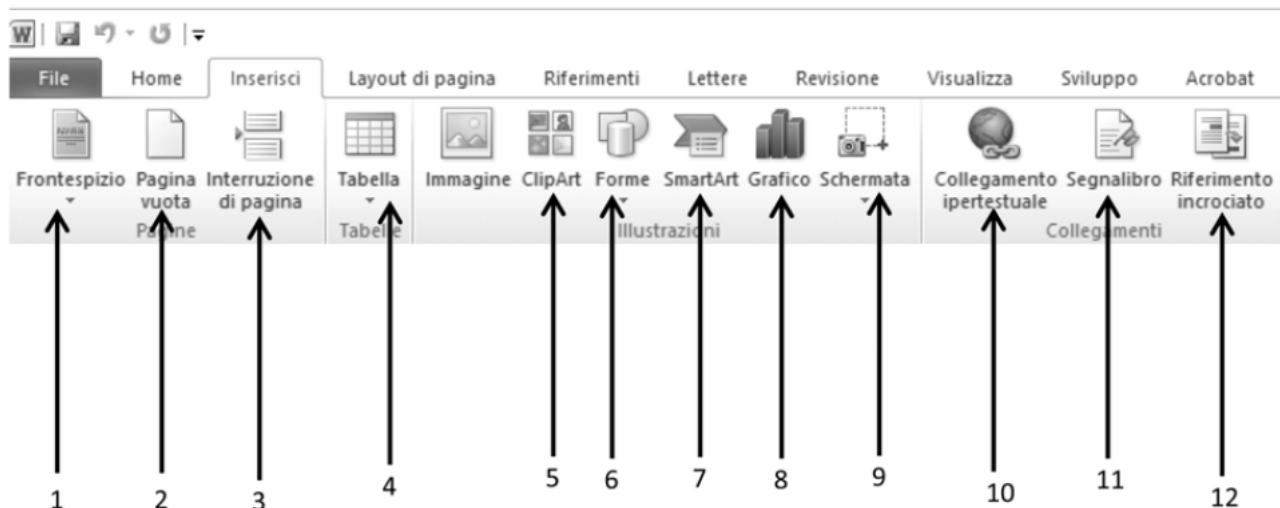 W
File Home Inserisci Layout di pagina Riferimenti Lettere Revisione Visualizza Sviluppo Acrobat
Frontespizio Pagina vuota Interruzione di pagina Tabella Immagine ClipArt Forme SmartArt Grafico Schermata Collegamento ipertestuale Segnalibro Riferimento incrociato
Pagine Tabelle Illustrazioni Collegamenti
1 2 3 4 5 6 7 8 9 10 11 12